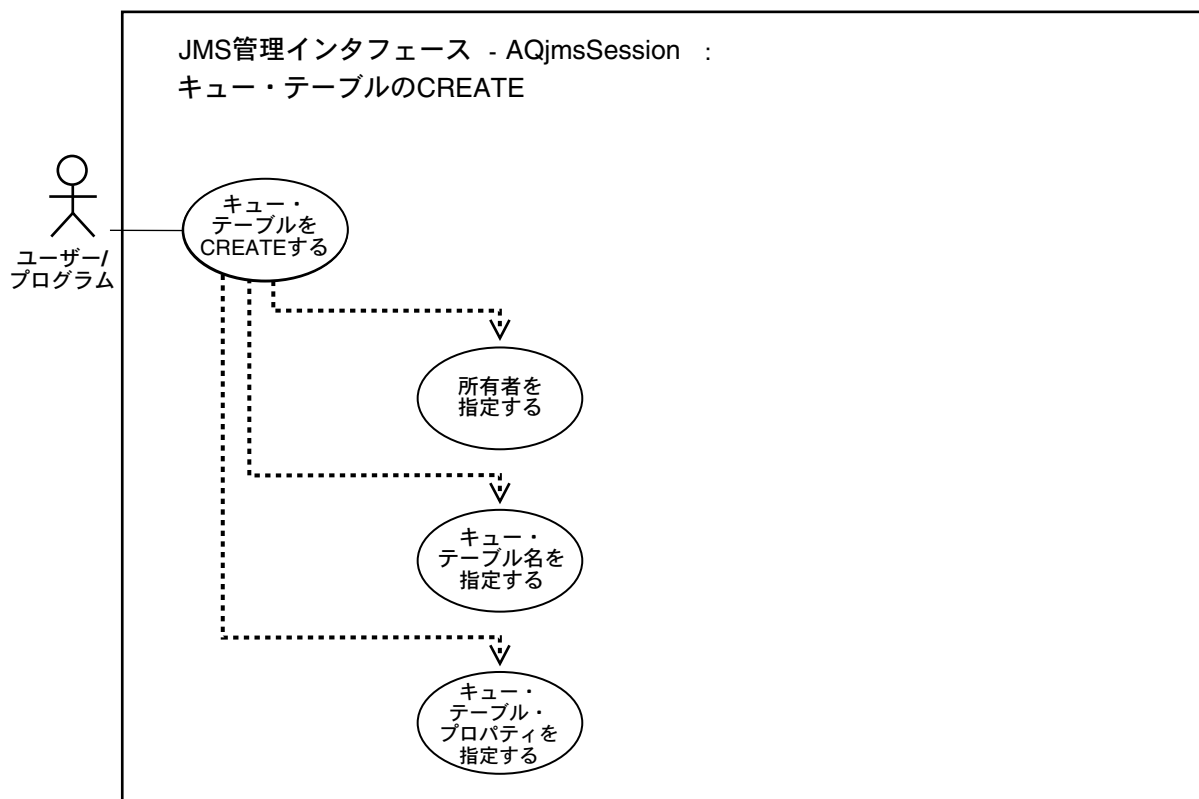 JMS管理インタフェース - AQjmsSession :
キュー・テーブルのCREATE
キュー・
テーブルを
CREATEする
ユーザー/
プログラム
所有者を
指定する
キュー・
テーブル名を
指定する
キュー・
テーブル・
プロパティを
指定する